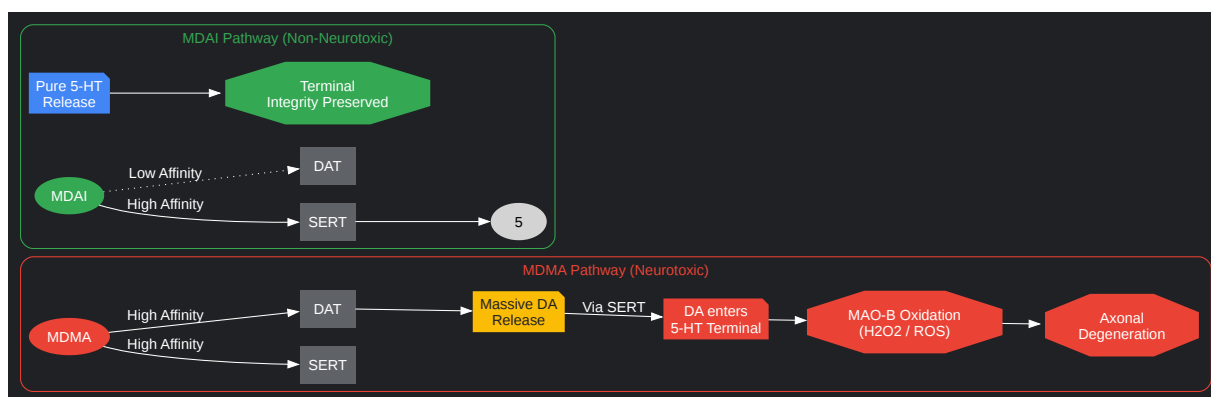 MDAI Pathway (Non-Neurotoxic)
Pure 5-HT
Release
Terminal
Integrity Preserved
MDAI
Low Affinity
High Affinity
DAT
SERT
5
MDMA Pathway (Neurotoxic)
MDMA
High Affinity
High Affinity
DAT
SERT
Massive DA
Release
Via SERT
DA enters
5-HT Terminal
MAO-B Oxidation
(H2O2 / ROS)
Axonal
Degeneration